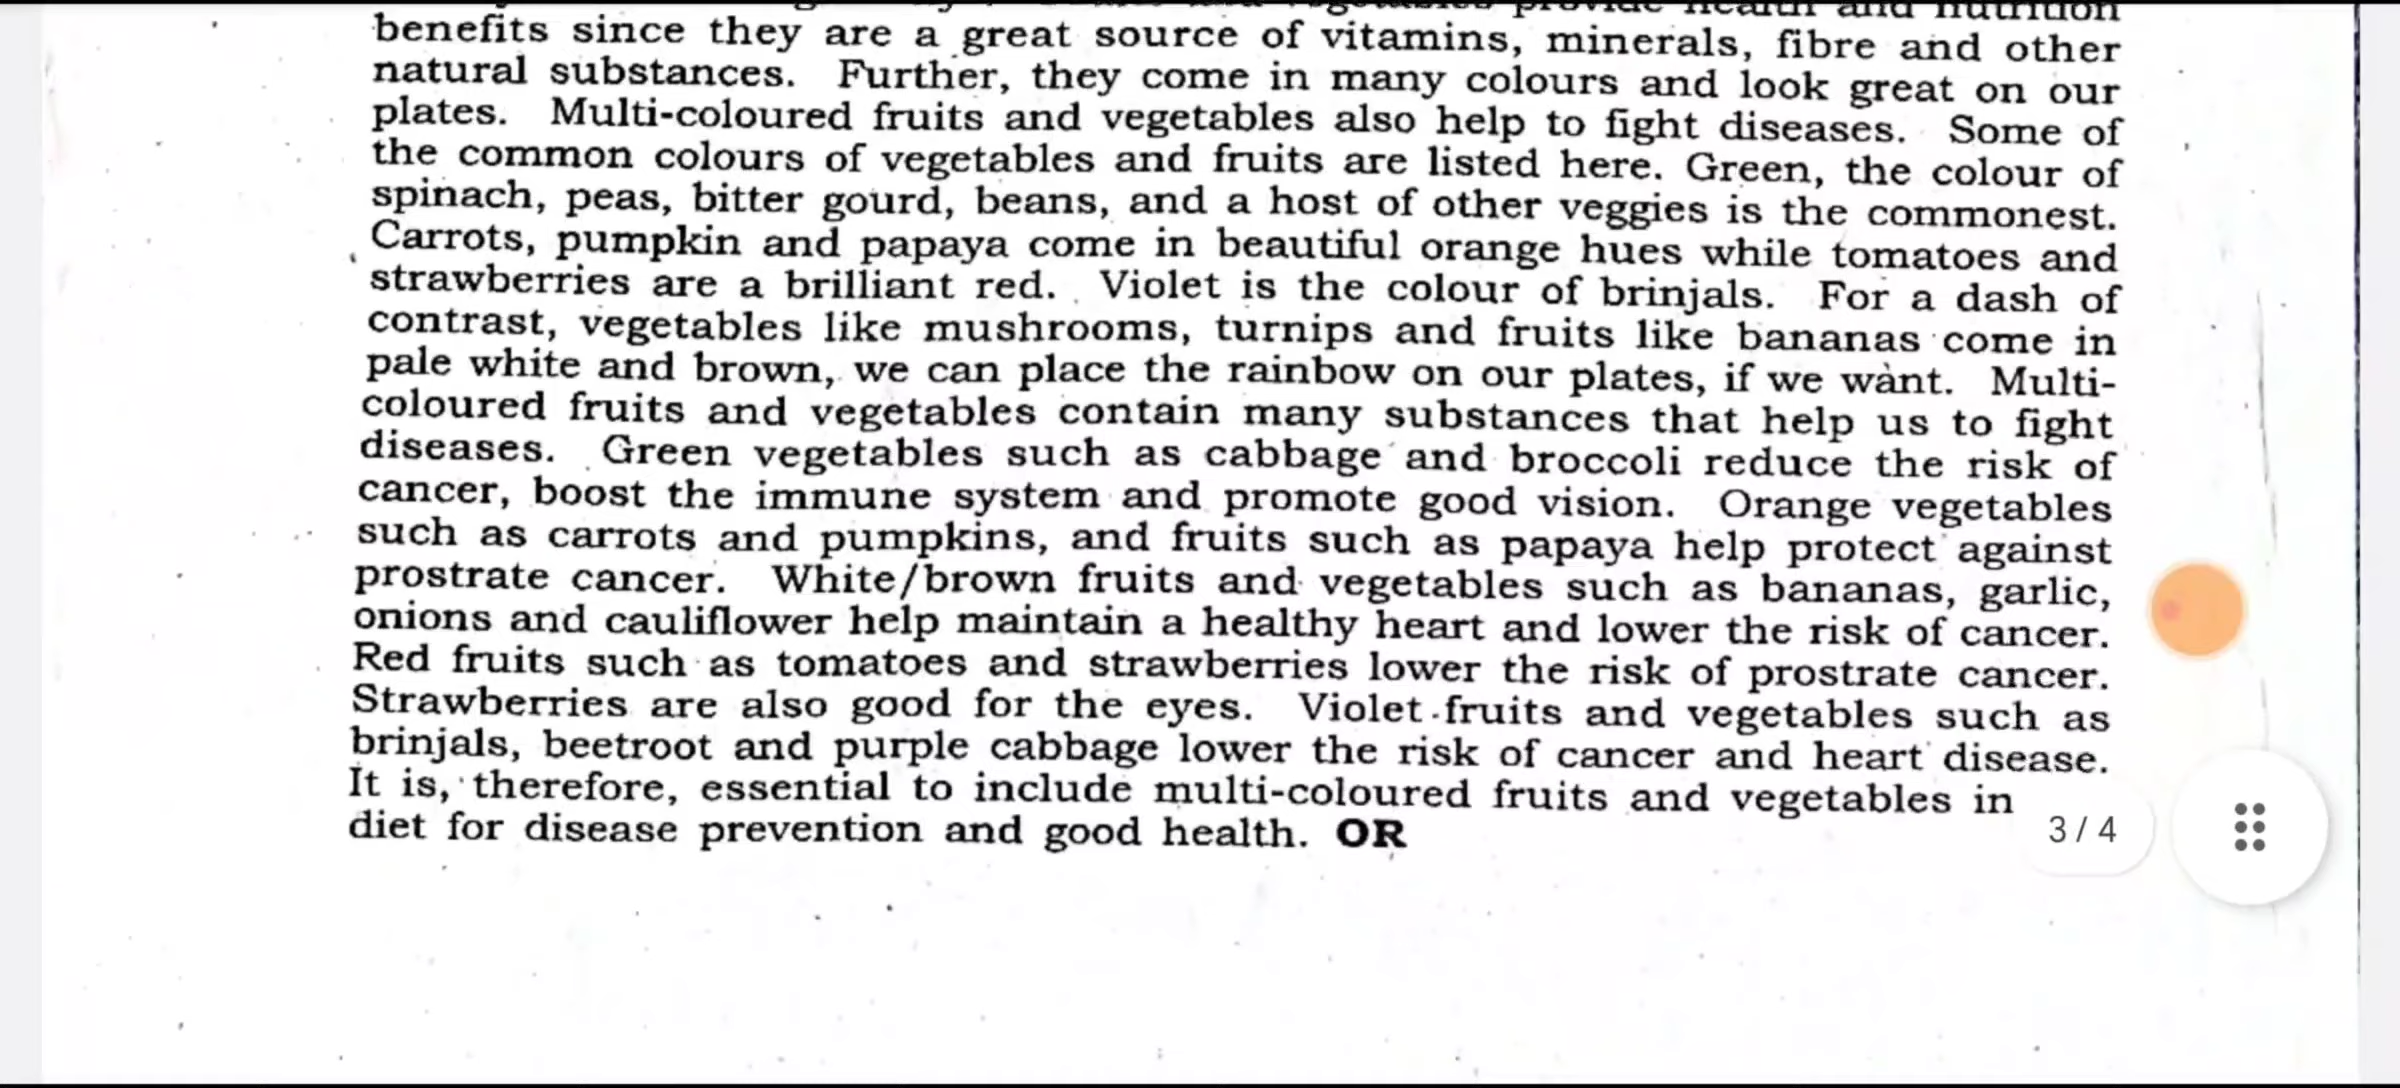 provide health and nutrition
benefits since they are a great source of vitamins, minerals, fibre and other
natural substances. Further, they come in many colours and look great on our
plates. Multi-coloured fruits and vegetables also help to fight diseases. Some of
the common colours of vegetables and fruits are listed here. Green, the colour of
spinach, peas, bitter gourd, beans, and a host of other veggies is the commonest.
Carrots, pumpkin and papaya come in beautiful orange hues while tomatoes and
strawberries are a brilliant red. Violet is the colour of brinjals. For a dash of
contrast, vegetables like mushrooms, turnips and fruits like bananas come in
pale white and brown, we can place the rainbow on our plates, if we want. Multi-
coloured fruits and vegetables contain many substances that help us to fight
diseases. Green vegetables such as cabbage and broccoli reduce the risk of
cancer, boost the immune system and promote good vision. Orange vegetables
such as carrots and pumpkins, and fruits such as papaya help protect against
prostrate cancer. White/brown fruits and vegetables such as bananas, garlic,
onions and cauliflower help maintain a healthy heart and lower the risk of cancer.
Red fruits such as tomatoes and strawberries lower the risk of prostrate cancer.
Strawberries are also good for the eyes. Violet fruits and vegetables such as
brinjals, beetroot and purple cabbage lower the risk of cancer and heart disease.
It is, therefore, essential to include multi-coloured fruits and vegetables in
diet for disease prevention and good health. OR
3 / 4